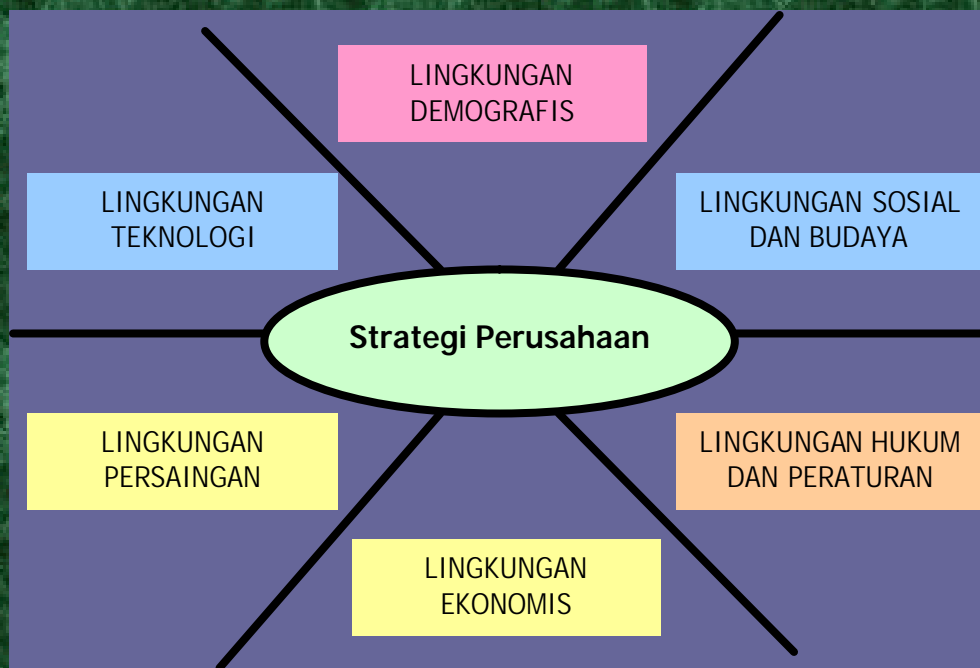 LINGKUNGAN
DEMOGRAFIS
LINGKUNGAN
TEKNOLOGI
LINGKUNGAN SOSIAL
DAN BUDAYA
Strategi Perusahaan
LINGKUNGAN
PERSAINGAN
LINGKUNGAN HUKUM
DAN PERATURAN
LINGKUNGAN
EKONOMIS